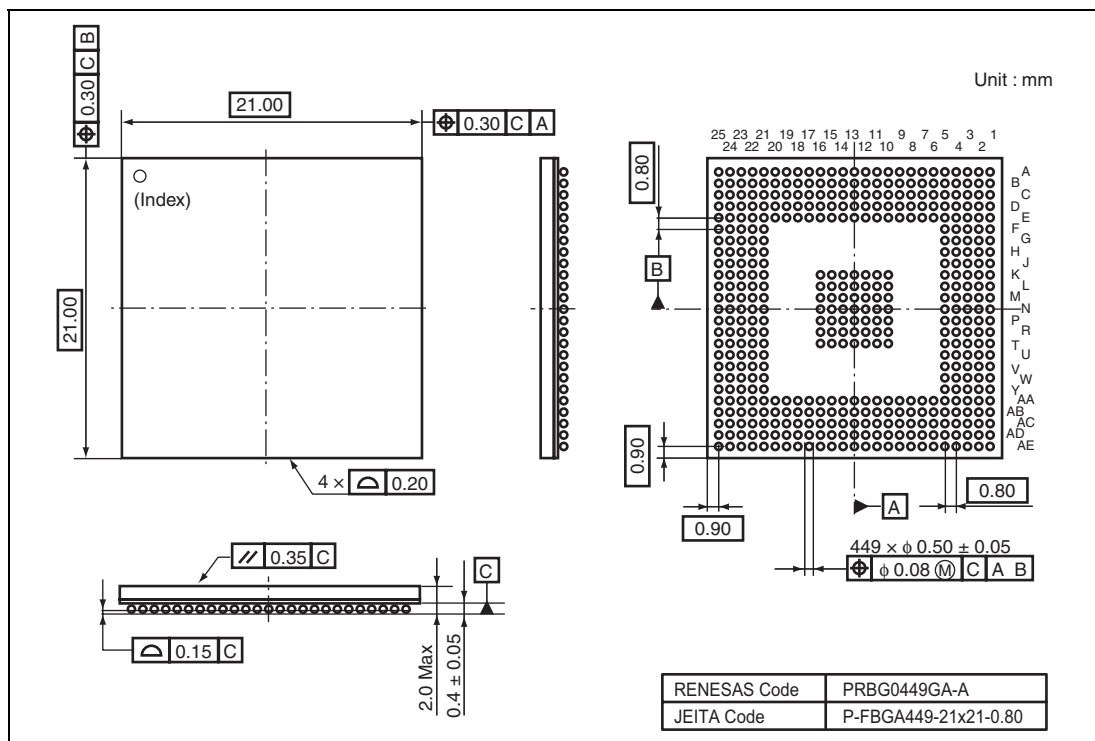 Unit : mm
0.30 C B
21.00
0.30 C A
(Index)
21.00
4 × 0.20
25 23 21 19 17 15 13 11 9 7 5 3 1
24 22 20 18 16 14 12 10 8 6 4 2
A
B
C
D
E
F
G
H
J
K
L
M
N
P
R
T
U
V
W
Y
AA
AB
AC
AD
AE
0.80
B
0.90
0.90
A
0.80
449 × ϕ 0.50 ± 0.05
ϕ 0.08 Ⓜ C A B
// 0.35 C
C
0.15 C
2.0 Max
0.4 ± 0.05
RENESAS Code PRBG0449GA-A
JEITA Code P-FBGA449-21x21-0.80